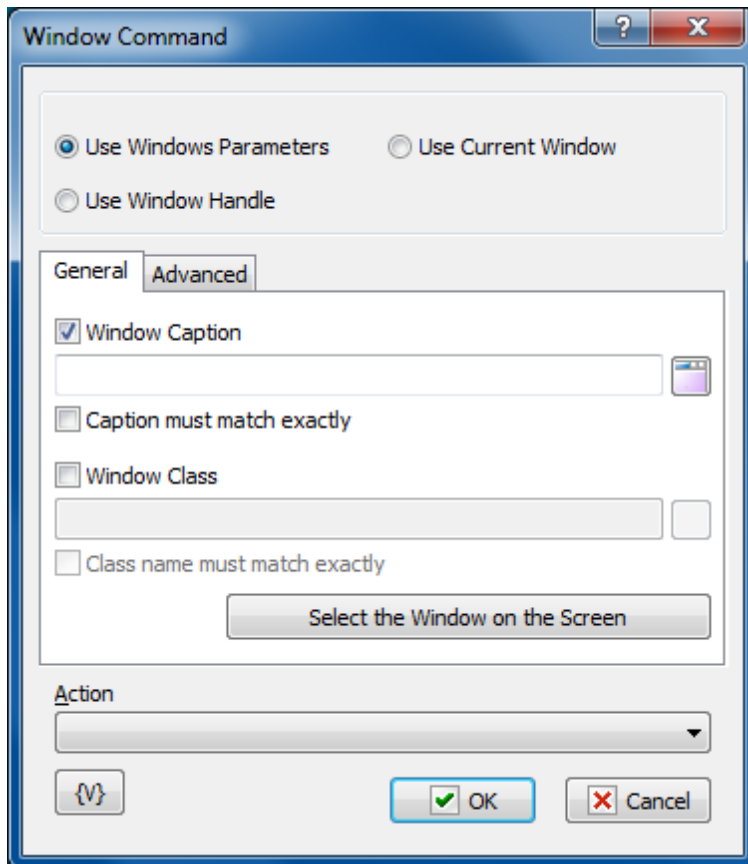 Window Command
?
Use Windows Parameters Use Current Window
Use Window Handle
General Advanced
Window Caption
Caption must match exactly
Window Class
Class name must match exactly
Select the Window on the Screen
Action
{V} OK Cancel